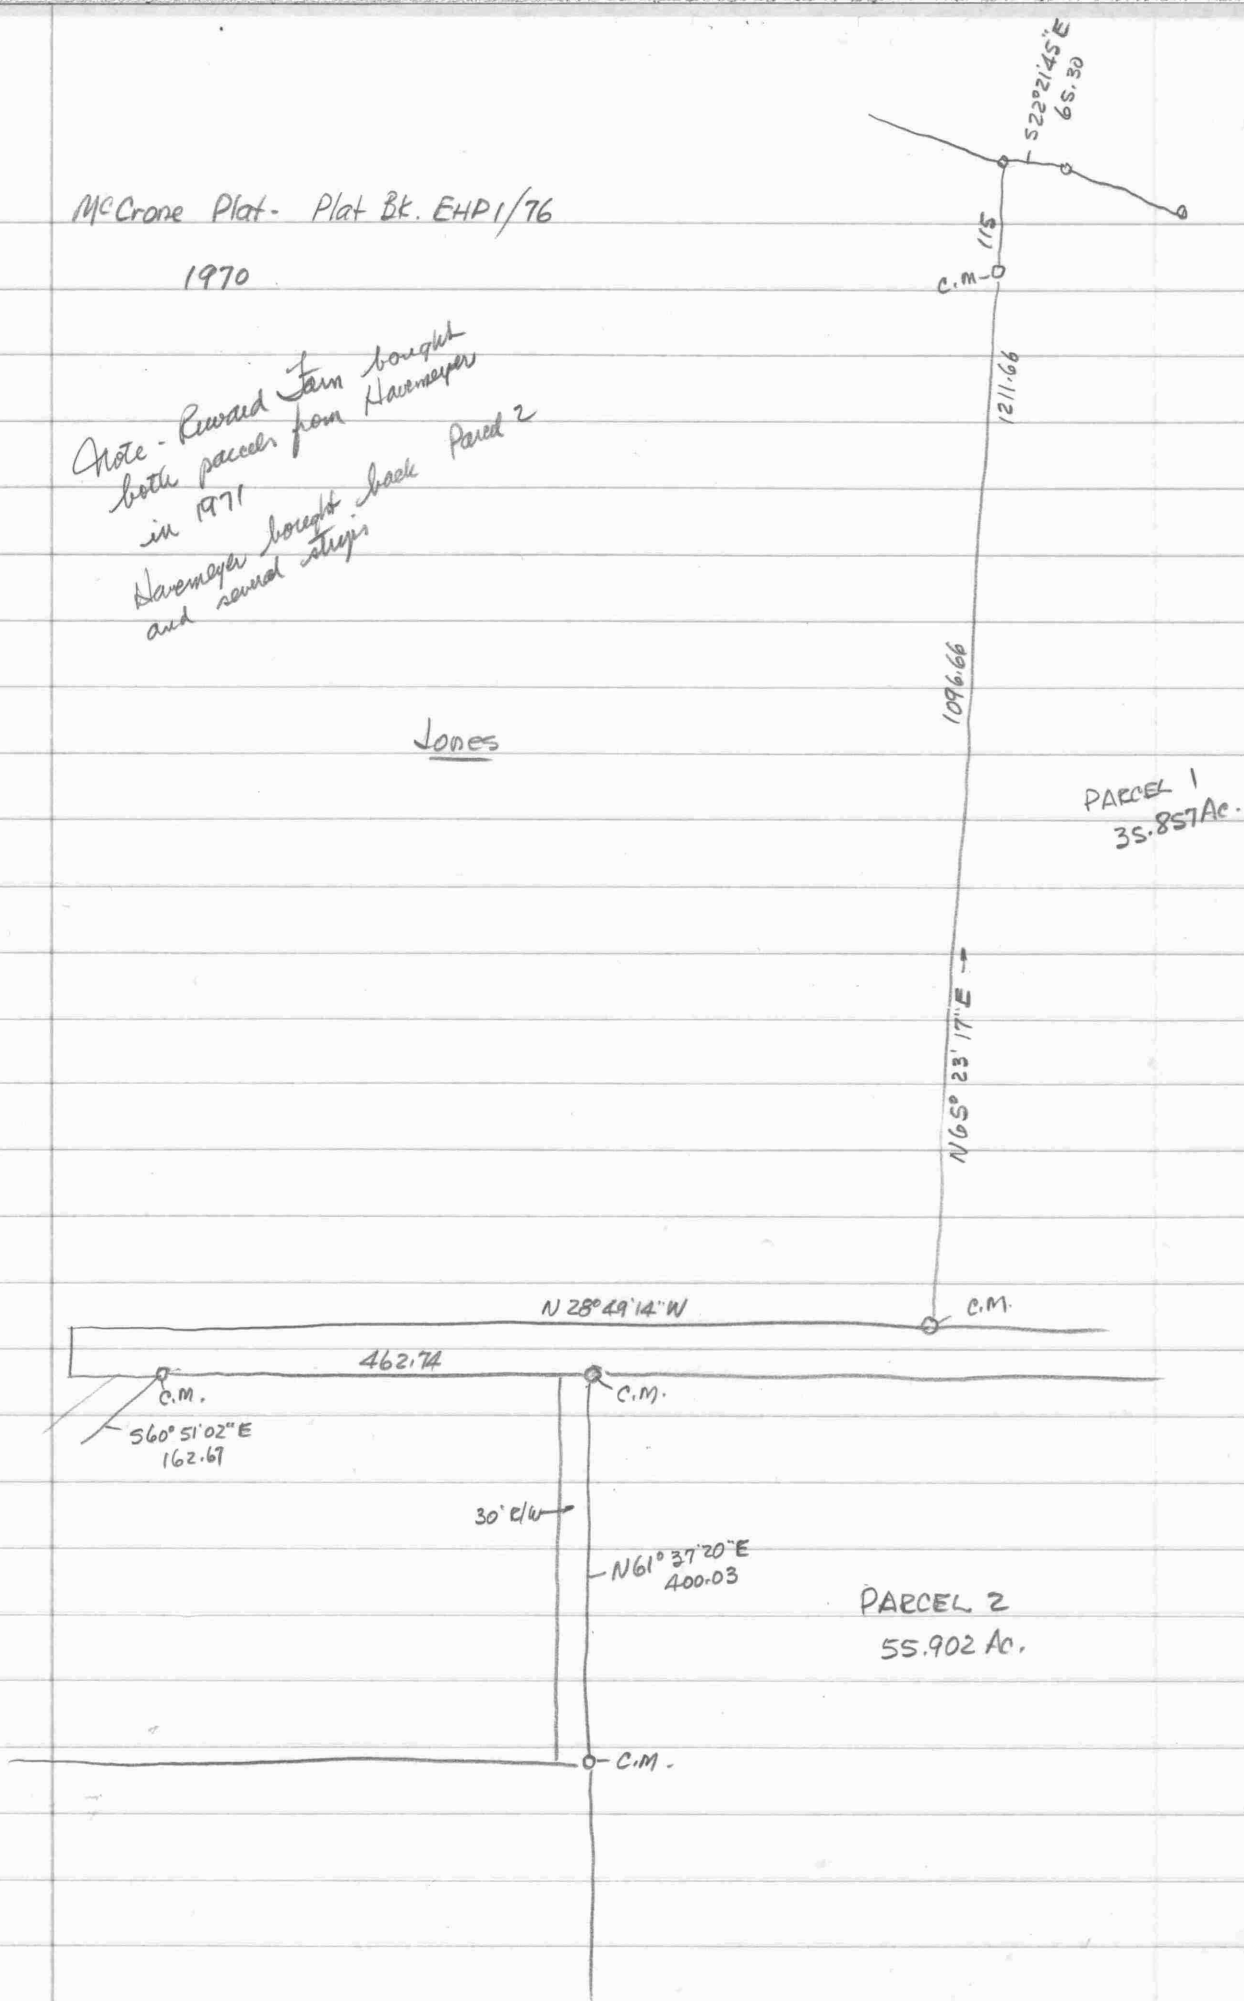 S22°21'45"E
65.30
McCrone Plat- Plat Bk. EHP1/76
1970
115
C.M.
1211.66
Note - Reward Farm bought
both parcels from Havemeyer
in 1971
Havemeyer bought back Parcel 2
and several strips
1096.66
Jones
PARCEL 1
35.857 Ac.
N65° 23' 17" E
N 28°49'14" W
C.M.
462.74
C.M.
C.M.
S60°51'02" E
162.67
30' R/W
N61°37'20" E
400.03
PARCEL 2
55.902 Ac.
C.M.